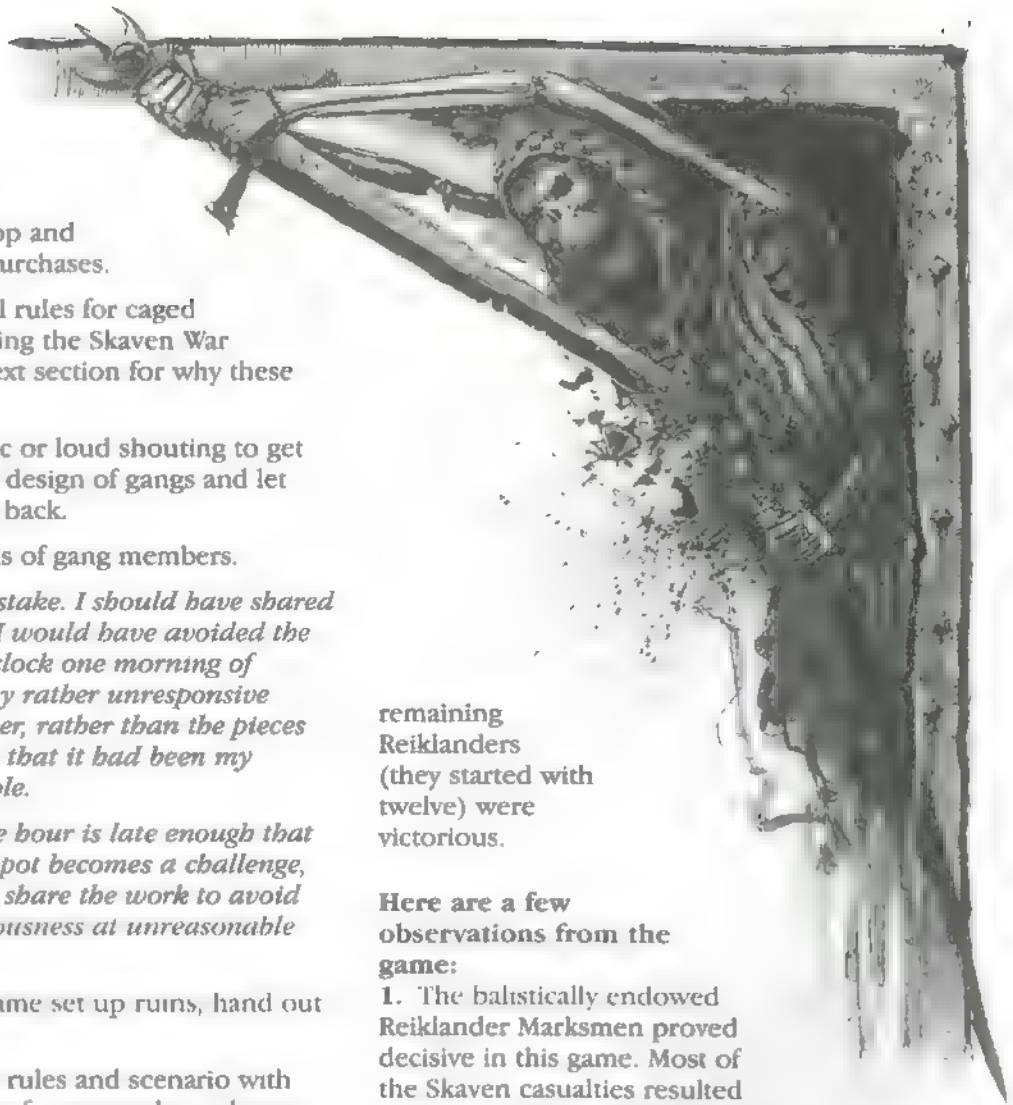 op and
urchases.
l rules for caged
ing the Skaven War
ext section for why these
c or loud shouting to get
design of gangs and let
back.
s of gang members.
stake. I should have shared
I would have avoided the
clock one morning of
y rather unresponsive
er, rather than the pieces
that it had been my
le.
e hour is late enough that
pot becomes a challenge,
share the work to avoid
ousness at unreasonable
ame set up ruins, hand out
rules and scenario with
remaining
Reiklanders
(they started with
twelve) were
victorious.
Here are a few
observations from the
game:
1. The balistically endowed
Reiklander Marksmen proved
decisive in this game. Most of
the Skaven casualties resulted